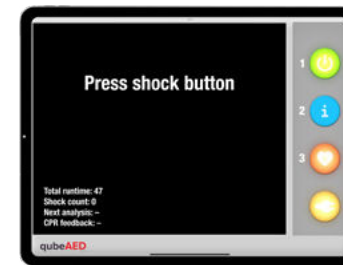 Press shock button
Total runtime: 47
Shock count: 0
Next analysis: –
CPR feedback: –
qubeAED
1
2
i
3